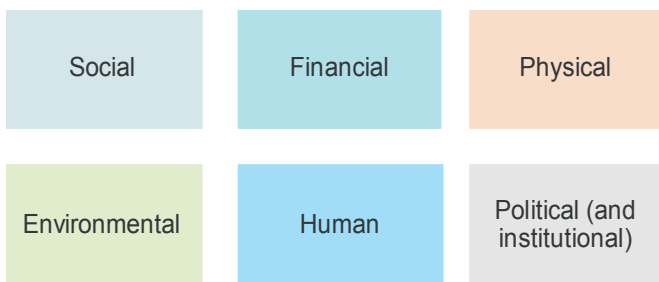 Social
Financial
Physical
Environmental
Human
Political (and
institutional)